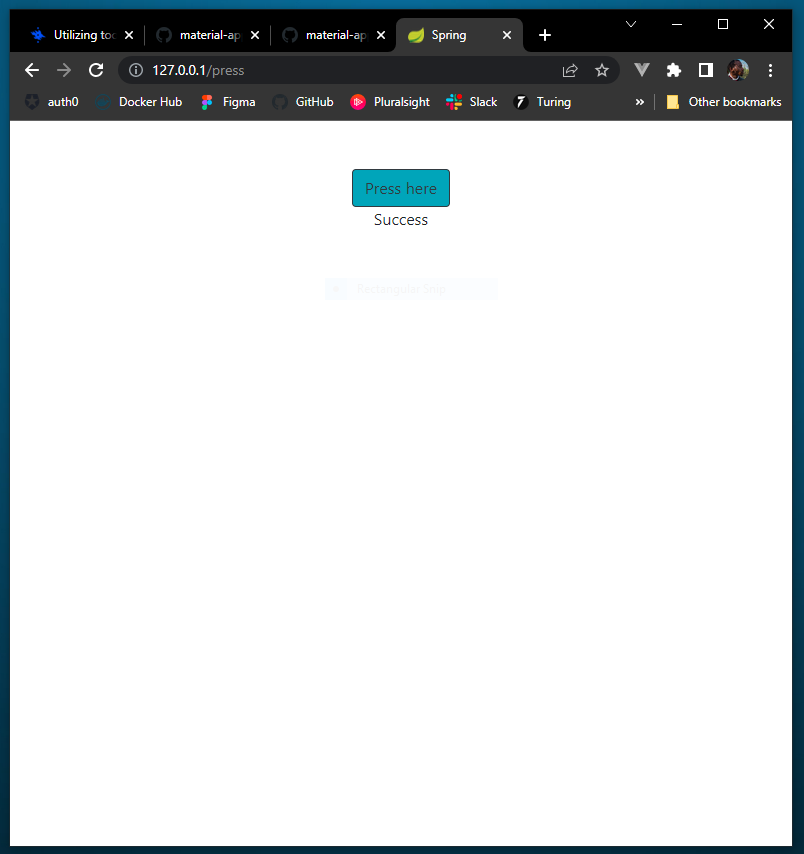 Utilizing too
material-ap
material-ap
Spring
127.0.0.1/press
auth0
Docker Hub
Figma
GitHub
Pluralsight
Slack
Turing
»
Other bookmarks
Press here
Success
Rectangular Snip